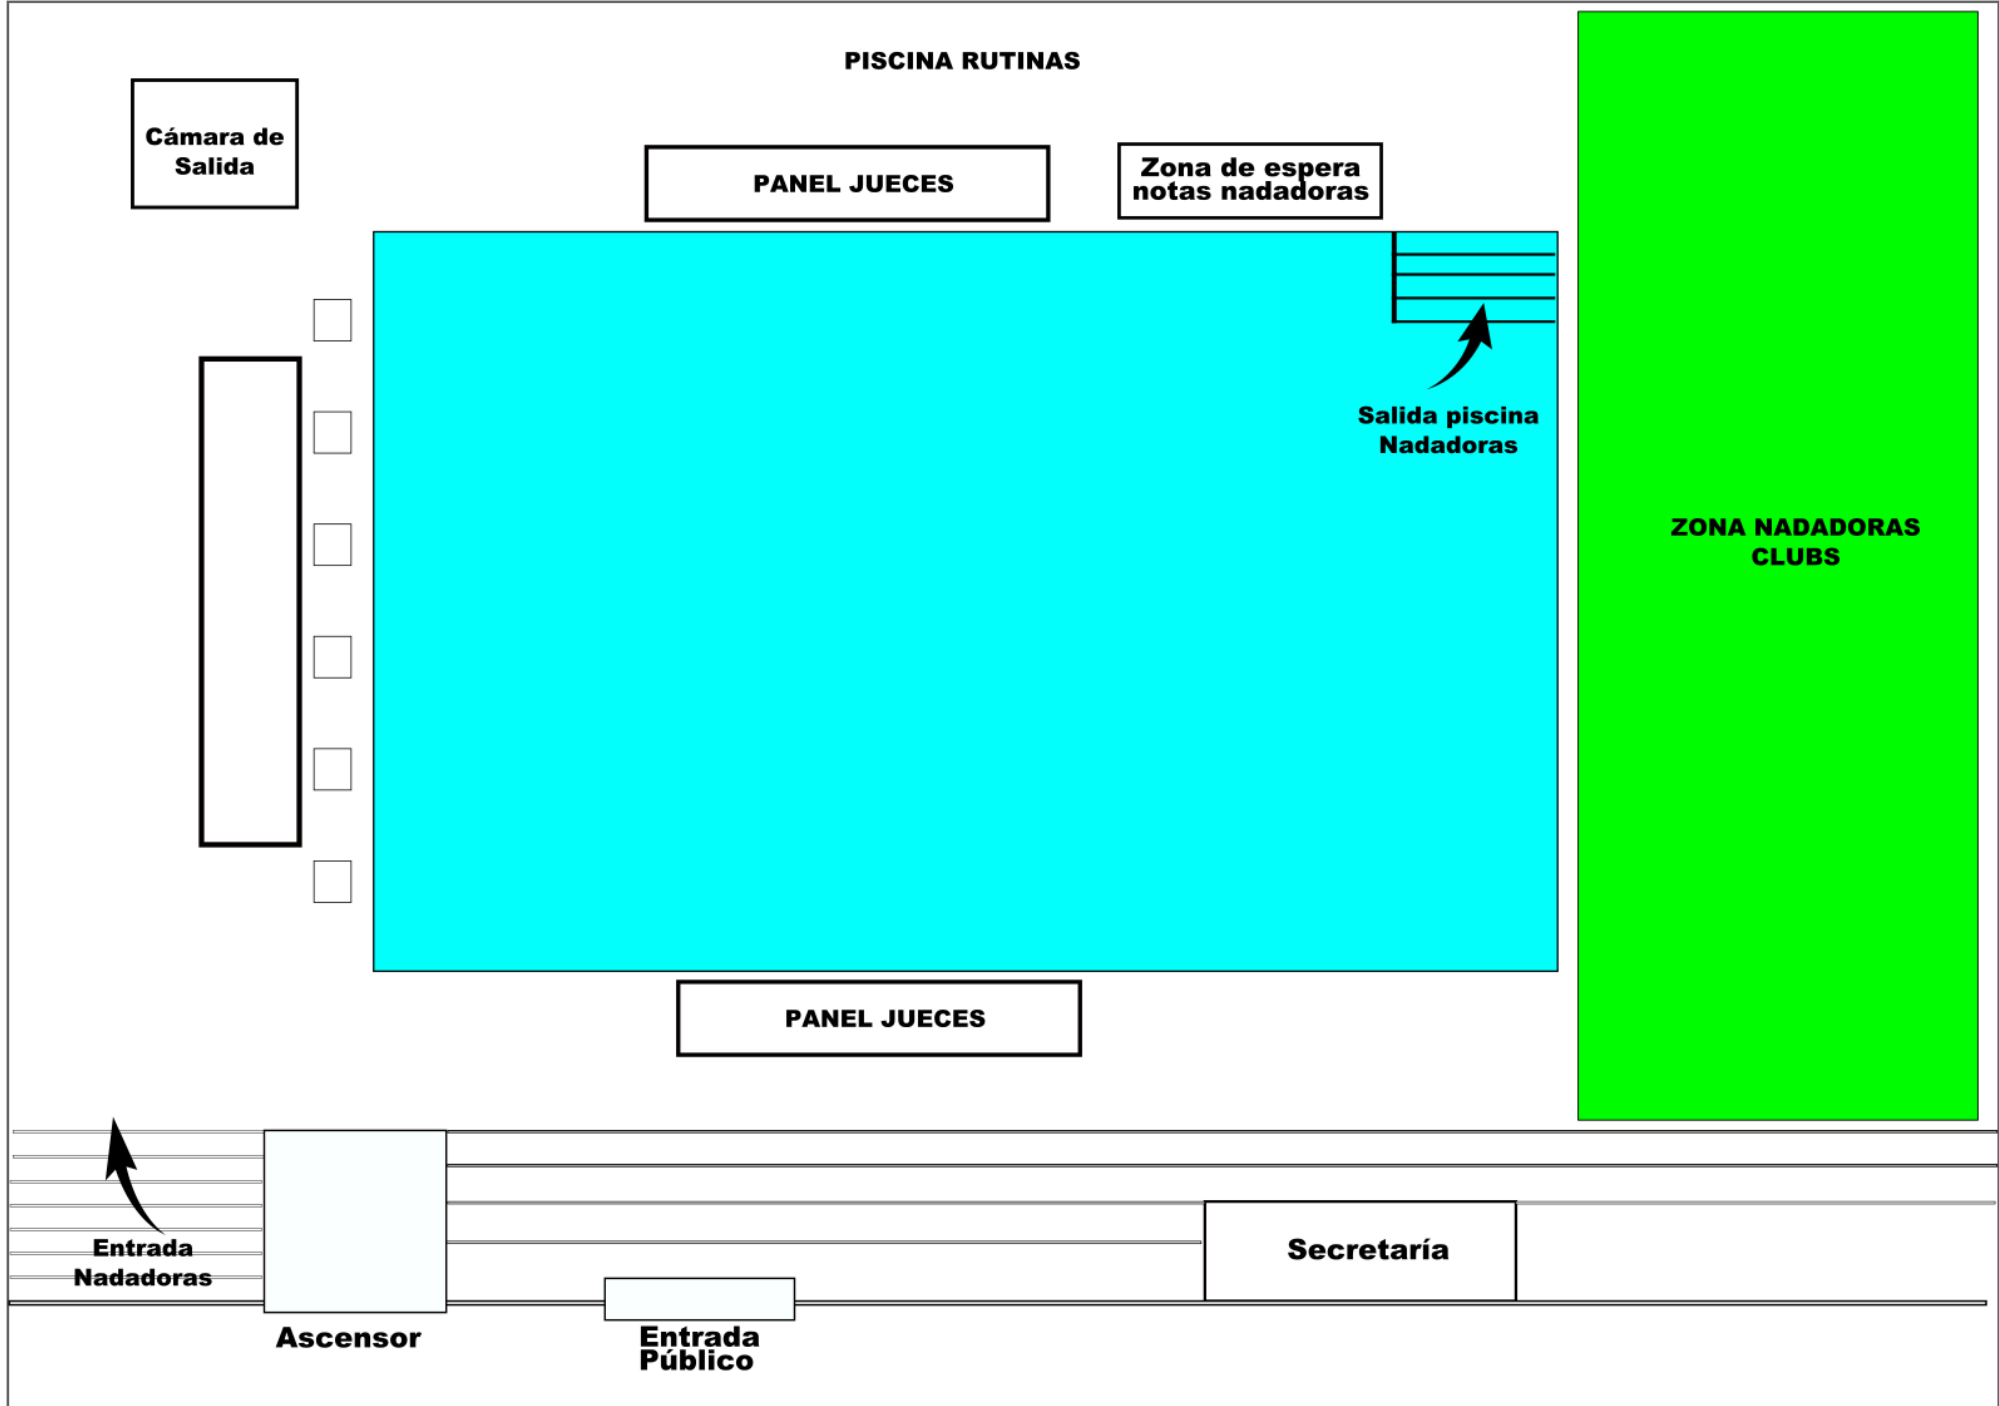 PISCINA RUTINAS
Cámara de
Salida
PANEL JUECES
Zona de espera
notas nadadoras
Salida piscina
Nadadoras
ZONA NADADORAS
CLUBS
PANEL JUECES
Entrada
Nadadoras
Secretaría
Ascensor
Entrada
Público